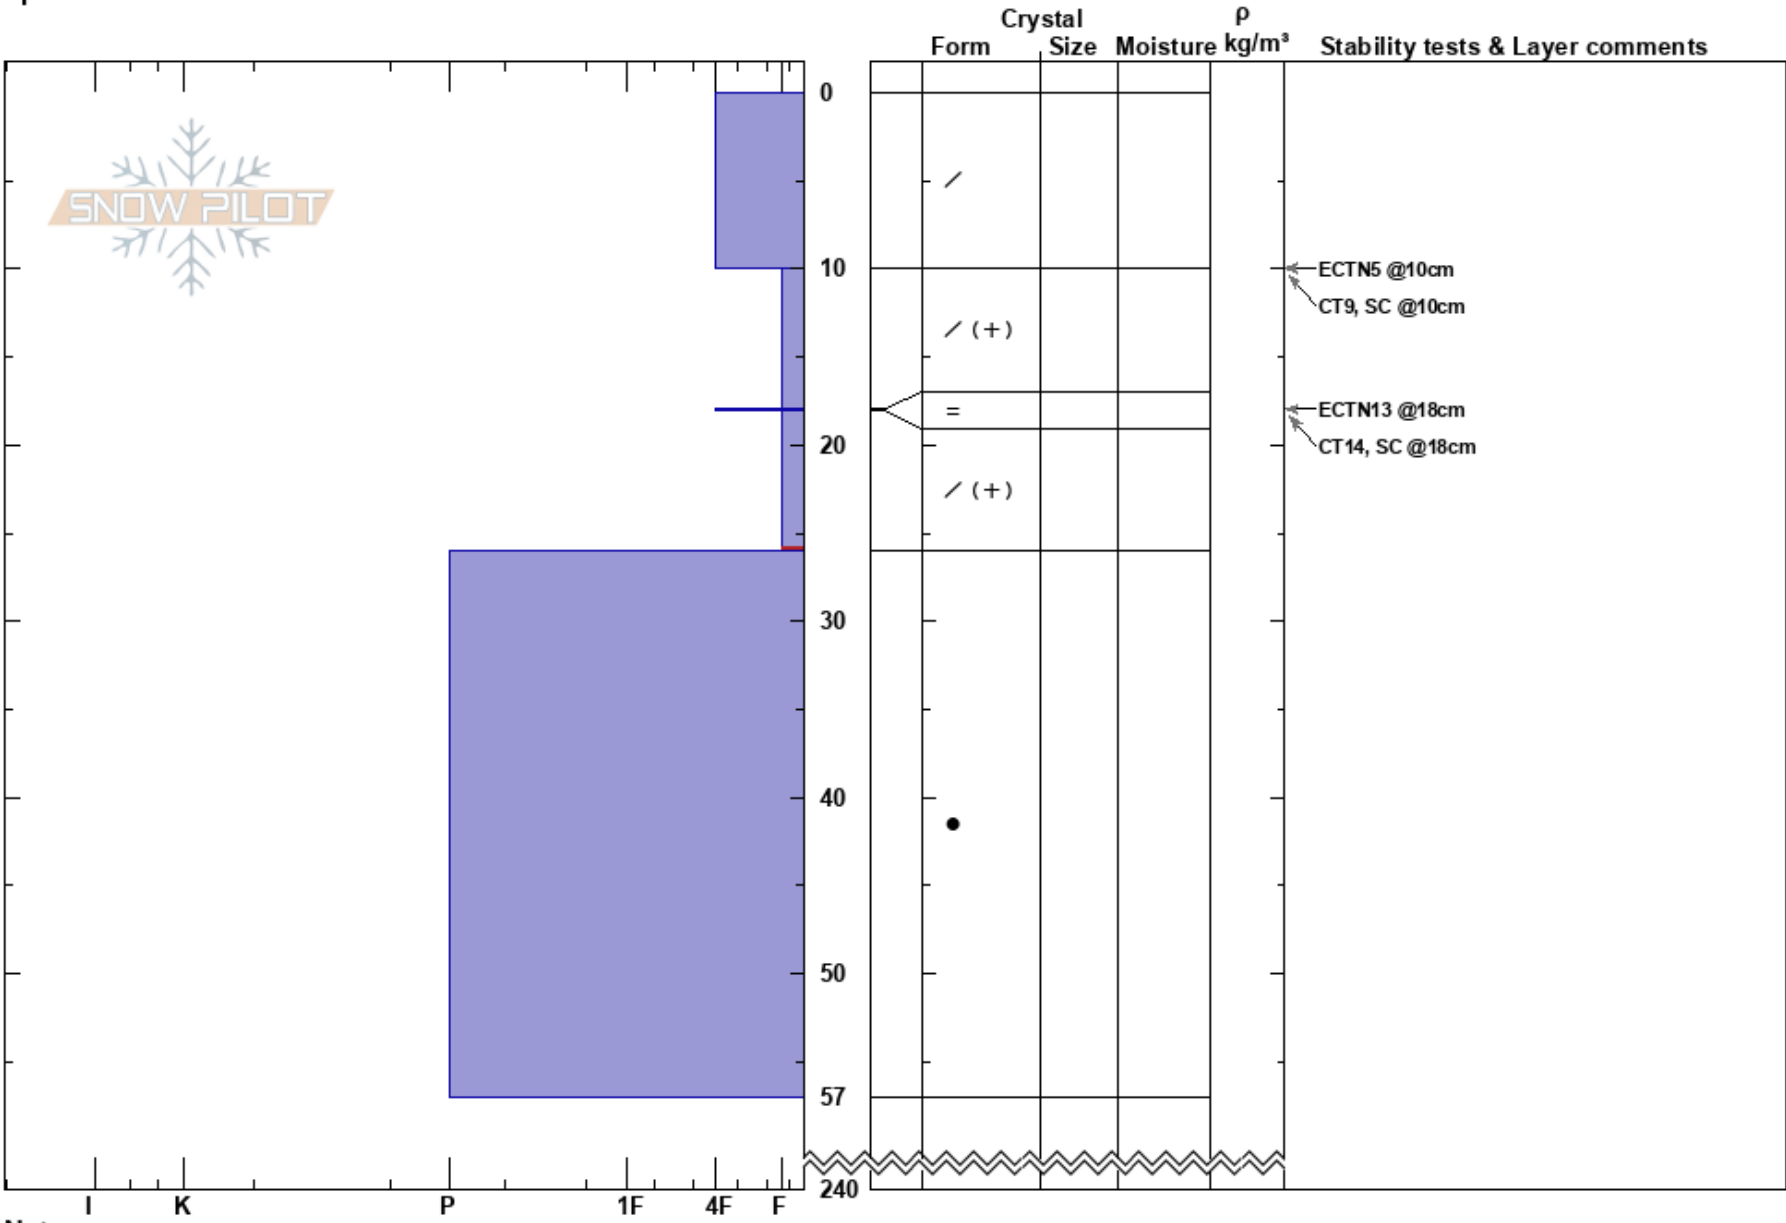 Crystal ρ
Form Size Moisture kg/m³ Stability tests & Layer comments
0
SNOW PILOT
/
10
ECTN5 @10cm
CT9, SC @10cm
/ (+)
=
ECTN13 @18cm
20
CT14, SC @18cm
/ (+)
30
40
●
50
57
240
I K P 1F 4F F